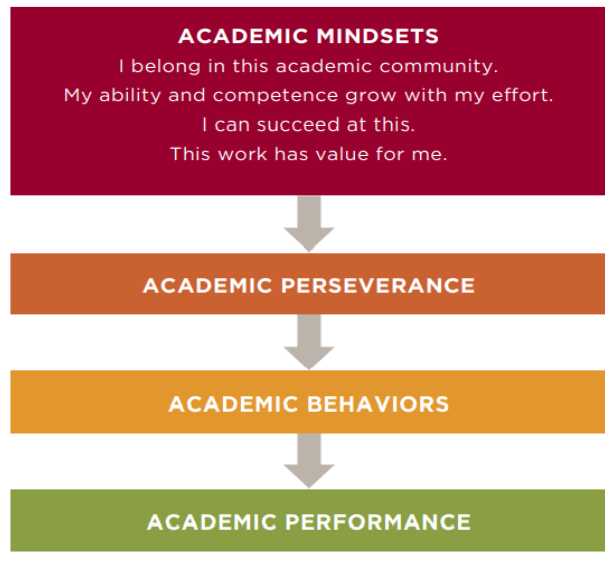 ACADEMIC MINDSETS
I belong in this academic community.
My ability and competence grow with my effort.
I can succeed at this.
This work has value for me.
ACADEMIC PERSEVERANCE
ACADEMIC BEHAVIORS
ACADEMIC PERFORMANCE